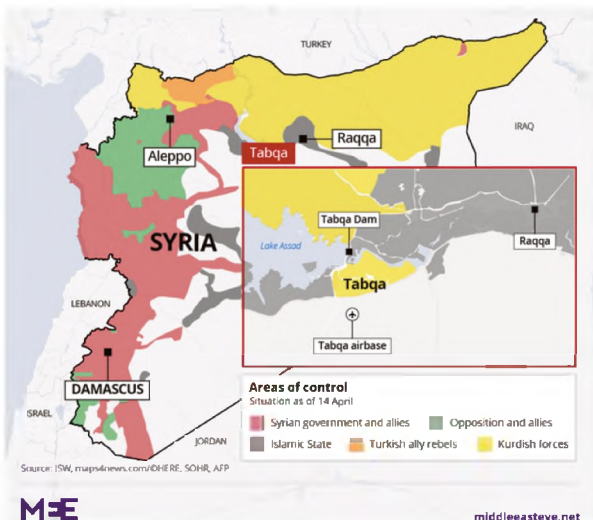 TURKEY
IRAQ
Raqqa
Aleppo
Tabqa
Tabqa Dam
Lake Assad
Raqqa
SYRIA
Tabqa
LEBANON
Tabqa airbase
DAMASCUS
Areas of control
Situation as of 14 April
Syrian government and allies
Opposition and allies
Islamic State
Turkish ally rebels
Kurdish forces
ISRAEL
JORDAN
Source: ISW, maps4news.com/©HERE, SOHR, AFP
MEE
middleeasteye.net